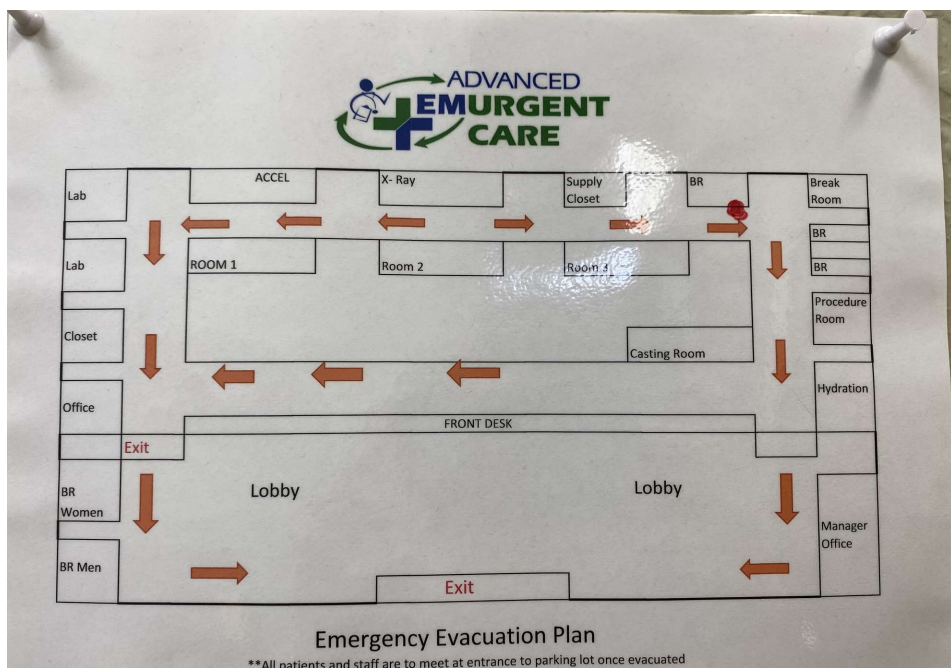 ADVANCED
EMURGENT
CARE
Lab
ACCEL
X- Ray
Supply
Closet
BR
Break
Room
BR
Lab
ROOM 1
Room 2
Room 3
BR
Procedure
Room
Closet
Casting Room
Office
Hydration
FRONT DESK
Exit
BR
Women
Lobby
Lobby
Manager
Office
BR Men
Exit
Emergency Evacuation Plan
**All patients and staff are to meet at entrance to parking lot once evacuated